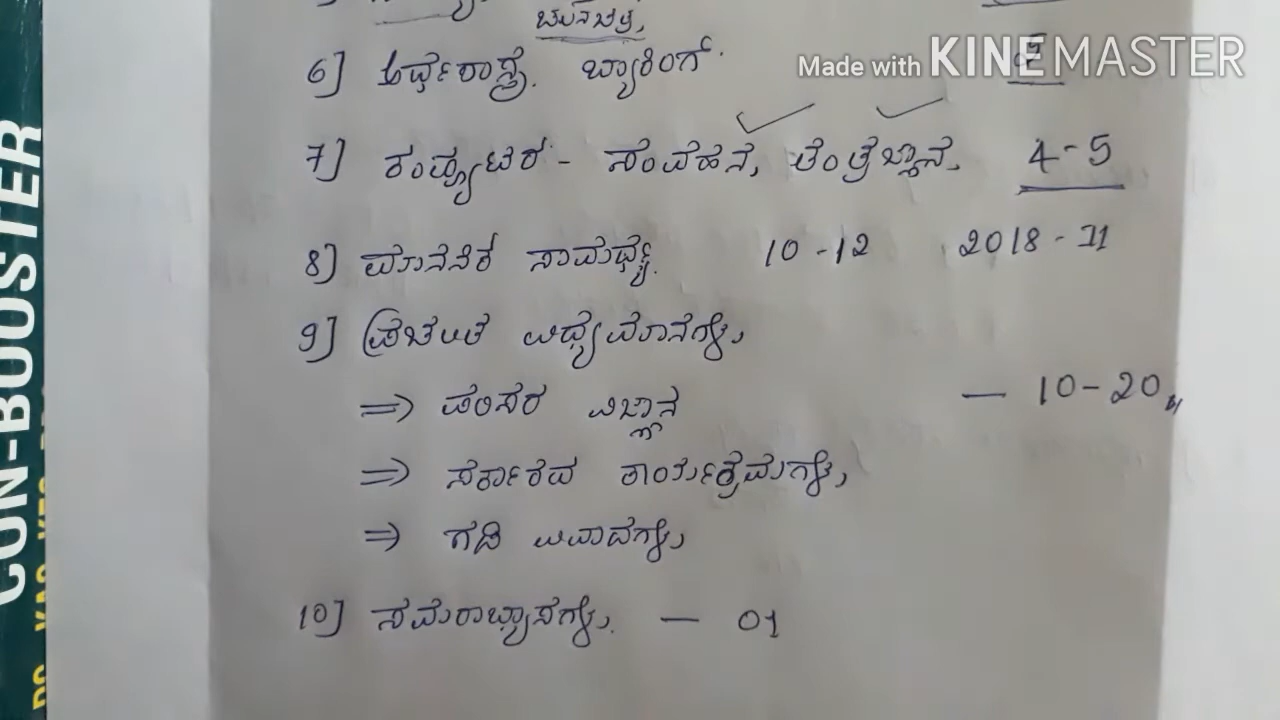 6] ಅರ್ಥಶಾಸ್ತ್ರ. ಬ್ಯಾಕಿಂಗ್
Made with KINEMASTER
7] ಕಂಪ್ಯೂಟರ - ಸಂವಹನ, ತಂತ್ರಜ್ಞಾನ, 4-5
8] ಮಾನಸಿಕ ಸಾಮರ್ಥ್ಯ. 10-12 2018-11
9] ಪ್ರಚಲಿತ ವಿಧ್ಯಮಾನಗಳು,
=> ಪರಿಸರ ವಿಜ್ಞಾನ — 10-20
=> ಸರ್ಕಾರದ ಕಾರ್ಯಕ್ರಮಗಳು,
=> ಗಡಿ ವಿವಾದಗಳು,
10] ಸಮರಾಭ್ಯಾಸಗಳು. — 01
CON-BOOSTER